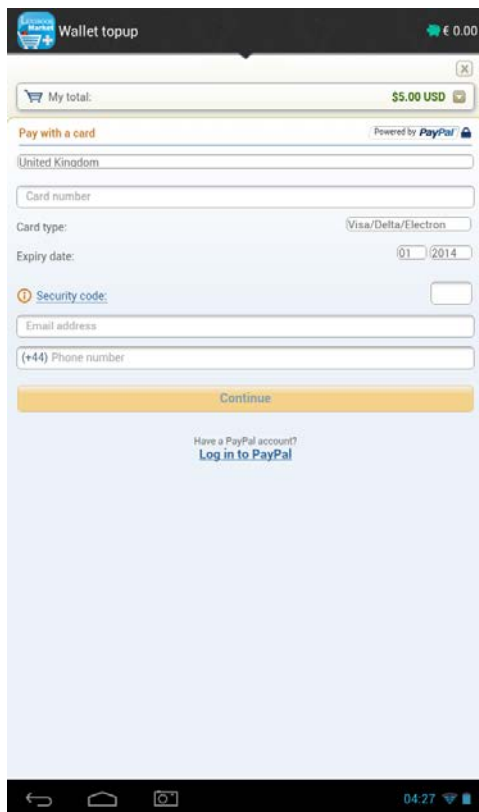 Lexibook
Market
Wallet topup
€ 0.00
My total:
$5.00 USD
Pay with a card
Powered by PayPal
United Kingdom
Card number
Card type:
Visa/Delta/Electron
Expiry date:
01
2014
Security code:
Email address
(+44) Phone number
Continue
Have a PayPal account?
Log in to PayPal
04:27